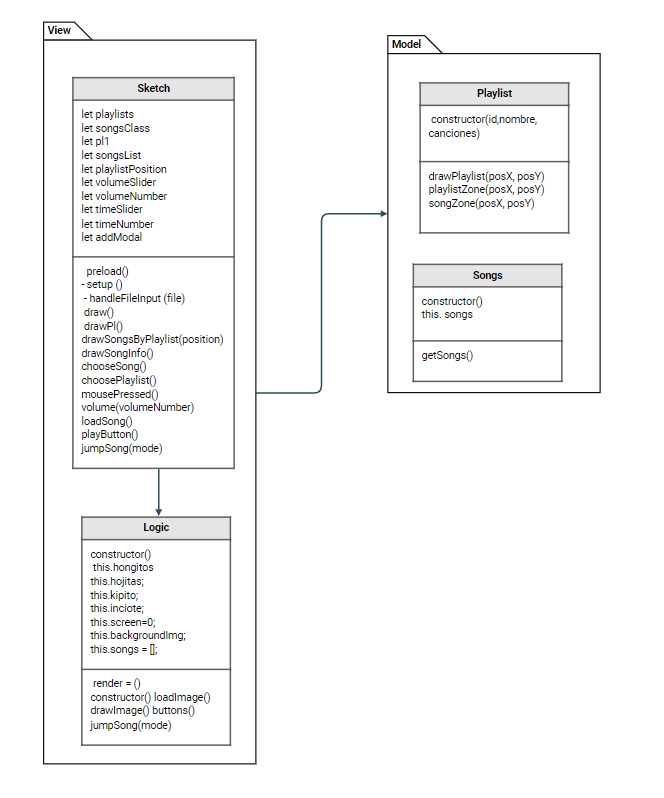 View
Sketch
let playlists
let songsClass
let pl1
let songsList
let playlistPosition
let volumeSlider
let volumeNumber
let timeSlider
let timeNumber
let addModal
preload()
- setup ()
- handleFileInput (file)
draw()
drawPl()
drawSongsByPlaylist(position)
drawSongInfo()
chooseSong()
choosePlaylist()
mousePressed()
volume(volumeNumber)
loadSong()
playButton()
jumpSong(mode)
Logic
constructor()
this.hongitos
this.hojitas;
this.kipito;
this.inciote;
this.screen=0;
this.backgroundImg;
this.songs = [];
render = ()
constructor() loadImage()
drawImage() buttons()
jumpSong(mode)
Model
Playlist
constructor(id,nombre,
canciones)
drawPlaylist(posX, posY)
playlistZone(posX, posY)
songZone(posX, posY)
Songs
constructor()
this. songs
getSongs()